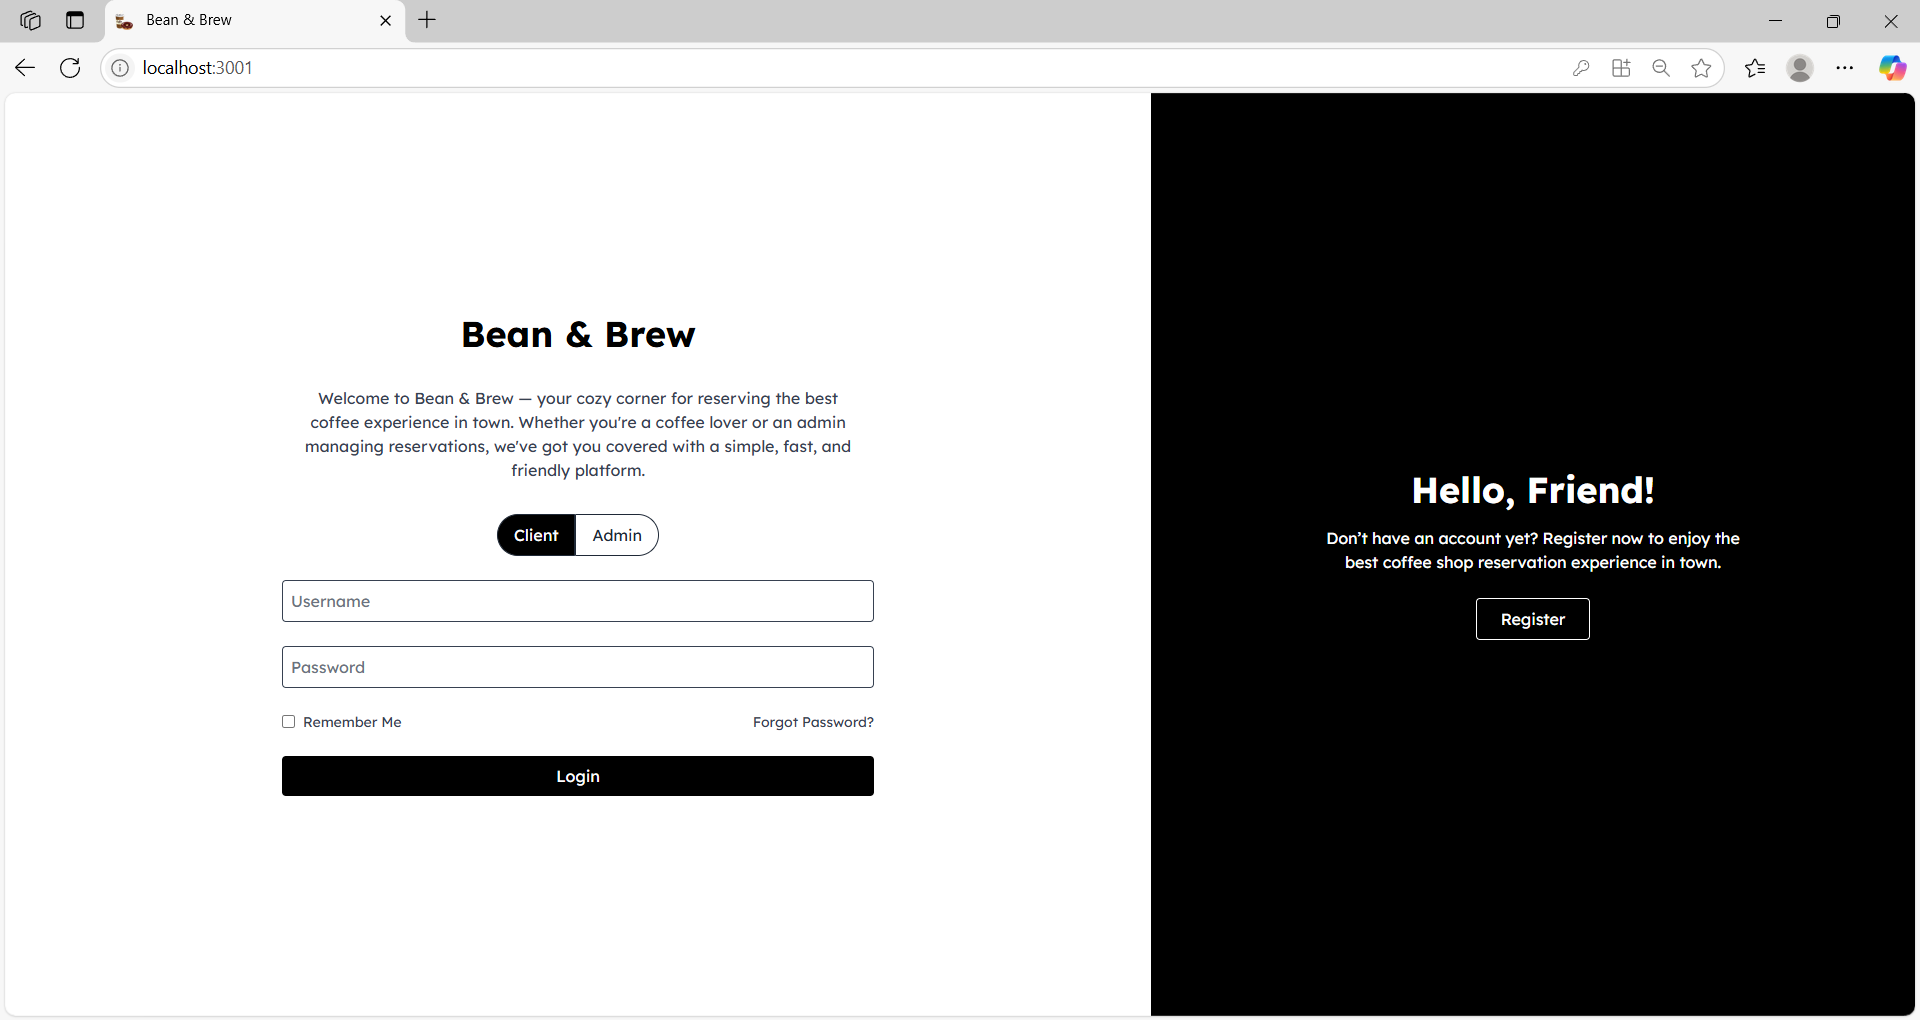 Bean & Brew
localhost:3001
Bean & Brew
Welcome to Bean & Brew — your cozy corner for reserving the best
coffee experience in town. Whether you're a coffee lover or an admin
managing reservations, we've got you covered with a simple, fast, and
friendly platform.
Client Admin
Username
Password
Remember Me Forgot Password?
Login
Hello, Friend!
Don’t have an account yet? Register now to enjoy the
best coffee shop reservation experience in town.
Register